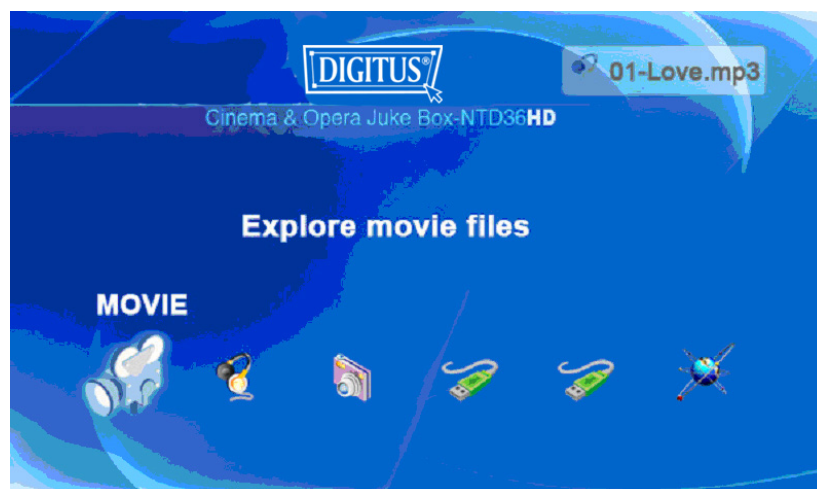 DIGITUS®
01-Love.mp3
Cinema & Opera Juke Box-NTD36HD
Explore movie files
MOVIE